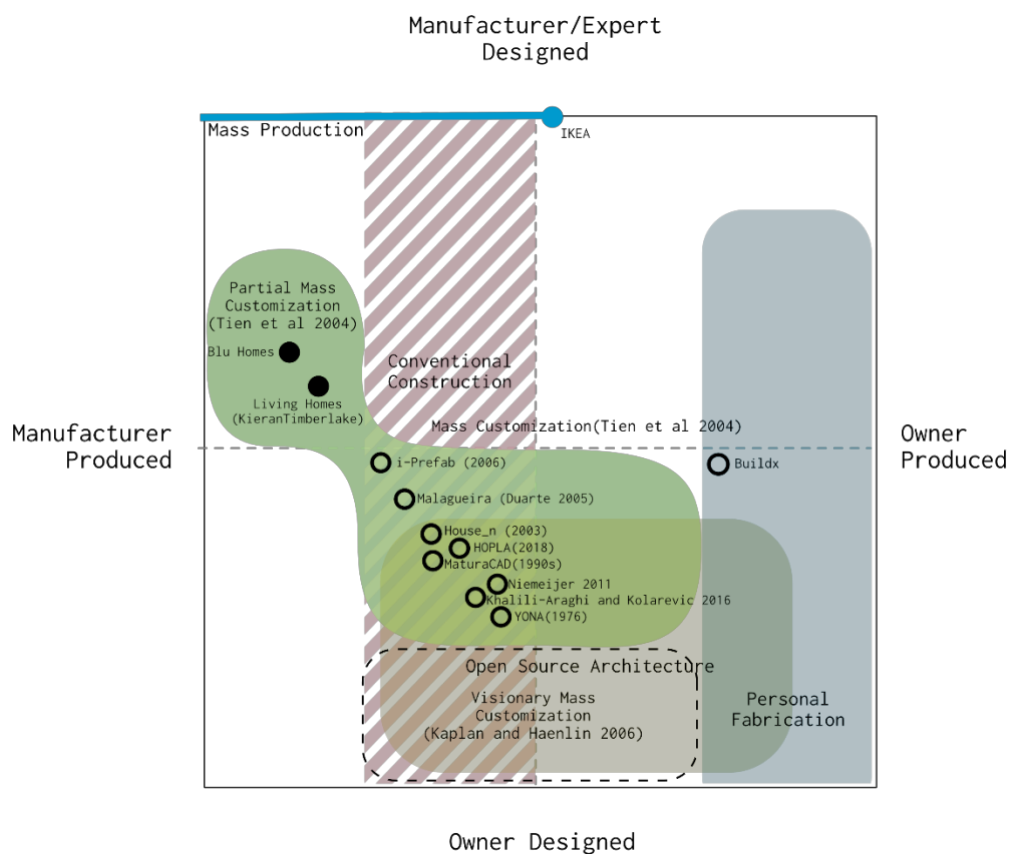 Manufacturer/Expert
Designed
Mass Production
IKEA
Partial Mass
Customization
(Tien et al 2004)
Blu Homes
Living Homes
(KieranTimberlake)
Conventional
Construction
Mass Customization(Tien et al 2004)
Manufacturer
Produced
Owner
Produced
i-Prefab (2006)
Buildx
Malagueira (Duarte 2005)
House_n (2003)
HOPLA(2018)
MaturaCAD(1990s)
Niemeijer 2011
Khalili-Araghi and Kolarevic 2016
YONA(1976)
Open Source Architecture
Visionary Mass
Customization
(Kaplan and Haenlin 2006)
Personal
Fabrication
Owner Designed